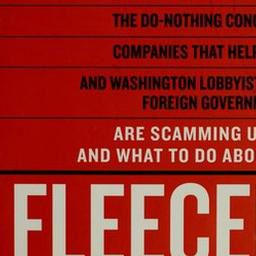 THE DO-NOTHING CONG
COMPANIES THAT HEL
AND WASHINGTON LOBBYIST
FOREIGN GOVERN
ARE SCAMMING U
AND WHAT TO DO ABO
FLEECE